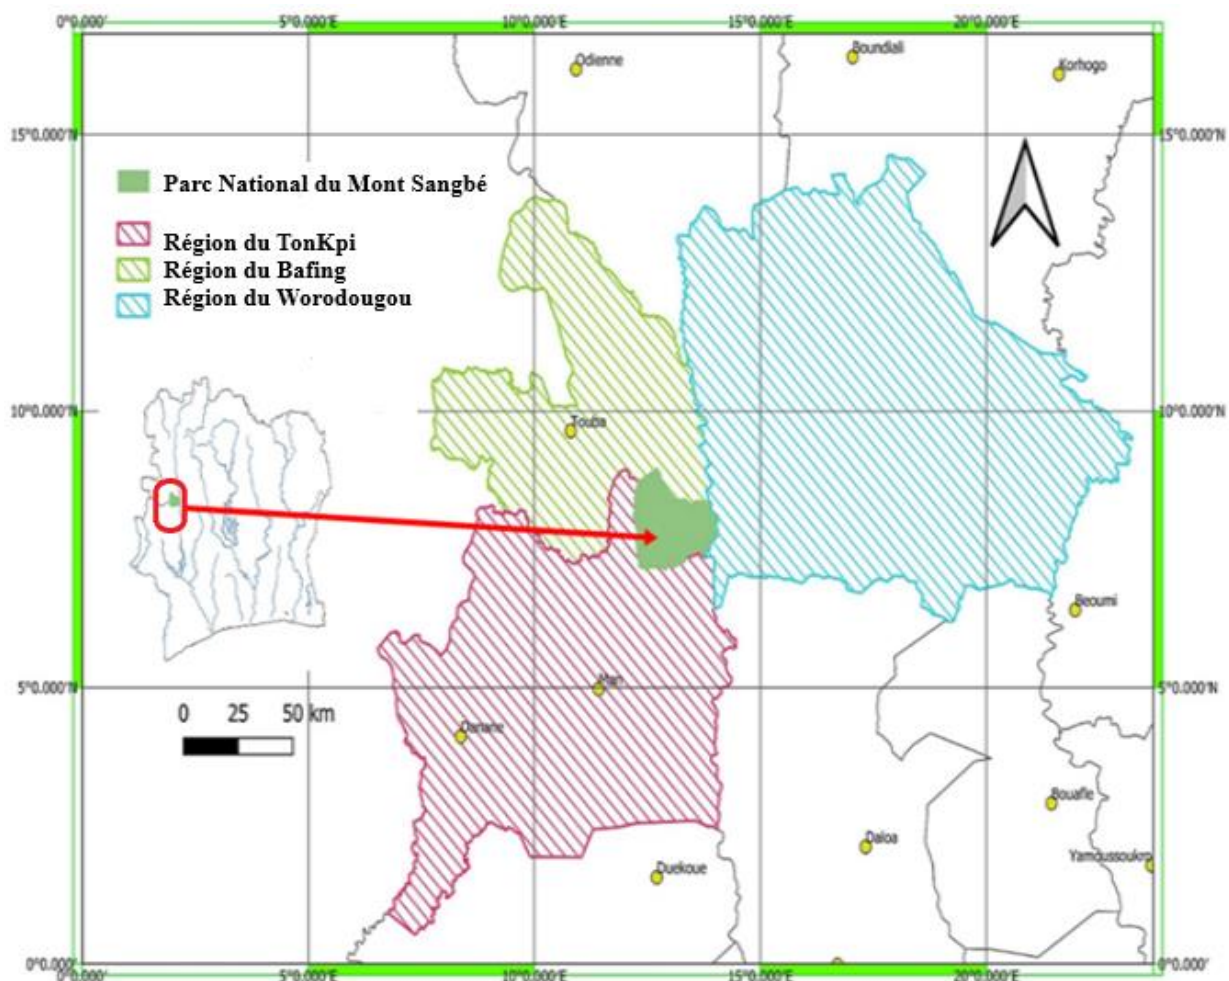 0°0.000' 5°0.000'E 10°0.000'E 15°0.000'E 20°0.000'E
Odienne
Boundiali
Korhogo
15°0.000'N 15°0.000'N
Parc National du Mont Sangbé
Région du TonKpi
Région du Bafing
Région du Worodougou
10°0.000'N 10°0.000'N
Touba
Beoumi
5°0.000'N 5°0.000'N
Man
0 25 50 km
Danane
Bouafle
Daloa
Yamoussoukro
Duekoue
0°0.000' 0°0.000'
0°0.000' 5°0.000'E 10°0.000'E 15°0.000'E 20°0.000'E